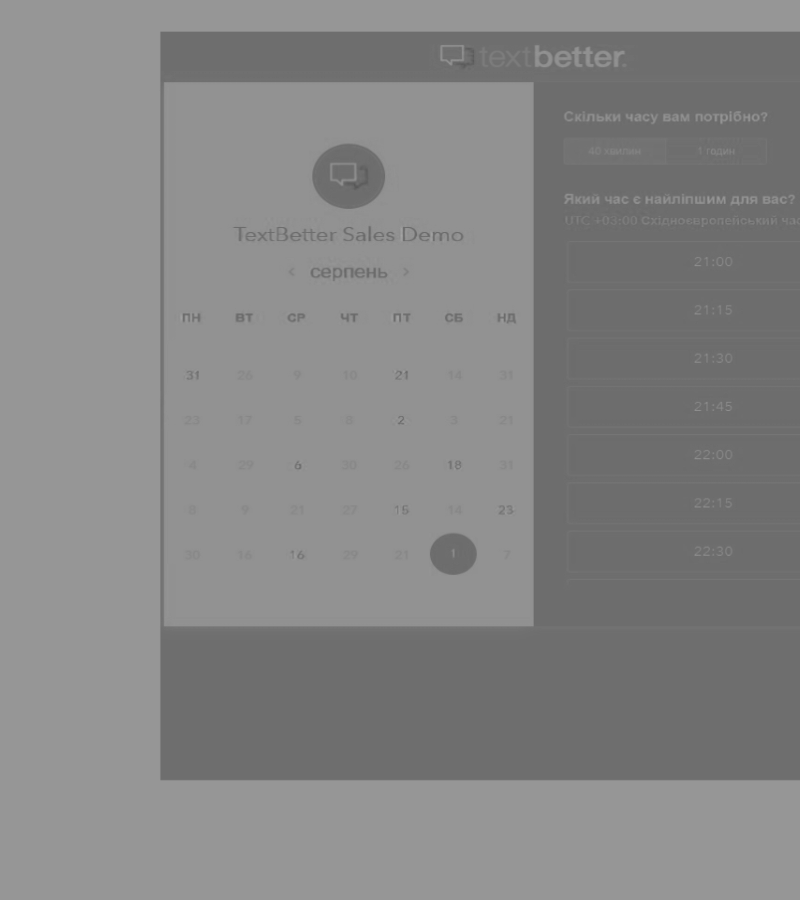 textbetter.
TextBetter Sales Demo
‹ серпень ›
ПН ВТ СР ЧТ ПТ СБ НД
31 26 9 10 21 14 31
23 17 5 8 2 3 21
4 29 6 30 26 18 31
8 9 21 27 15 14 23
30 16 16 29 21 1 7
Скільки часу вам потрібно?
40 хвилин 1 годин
Який час є найліпшим для вас?
UTC +03:00 Східноєвропейський час
21:00
21:15
21:30
21:45
22:00
22:15
22:30